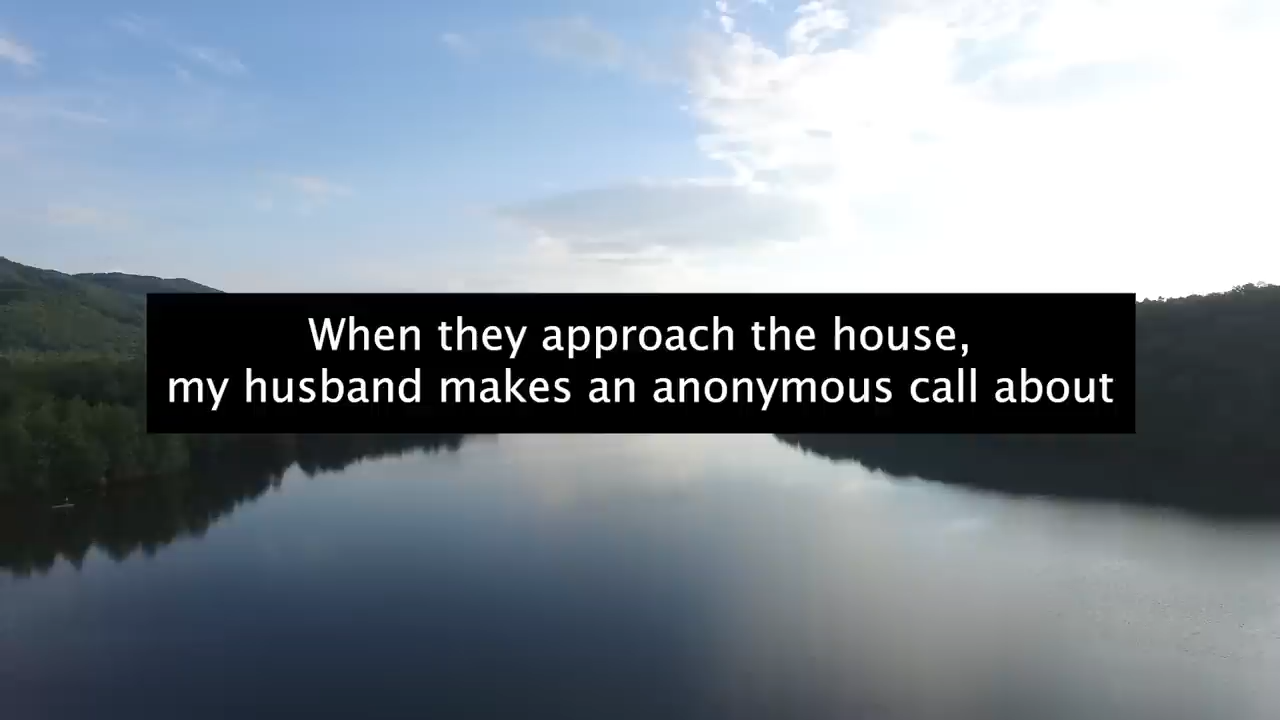 When they approach the house,
my husband makes an anonymous call about